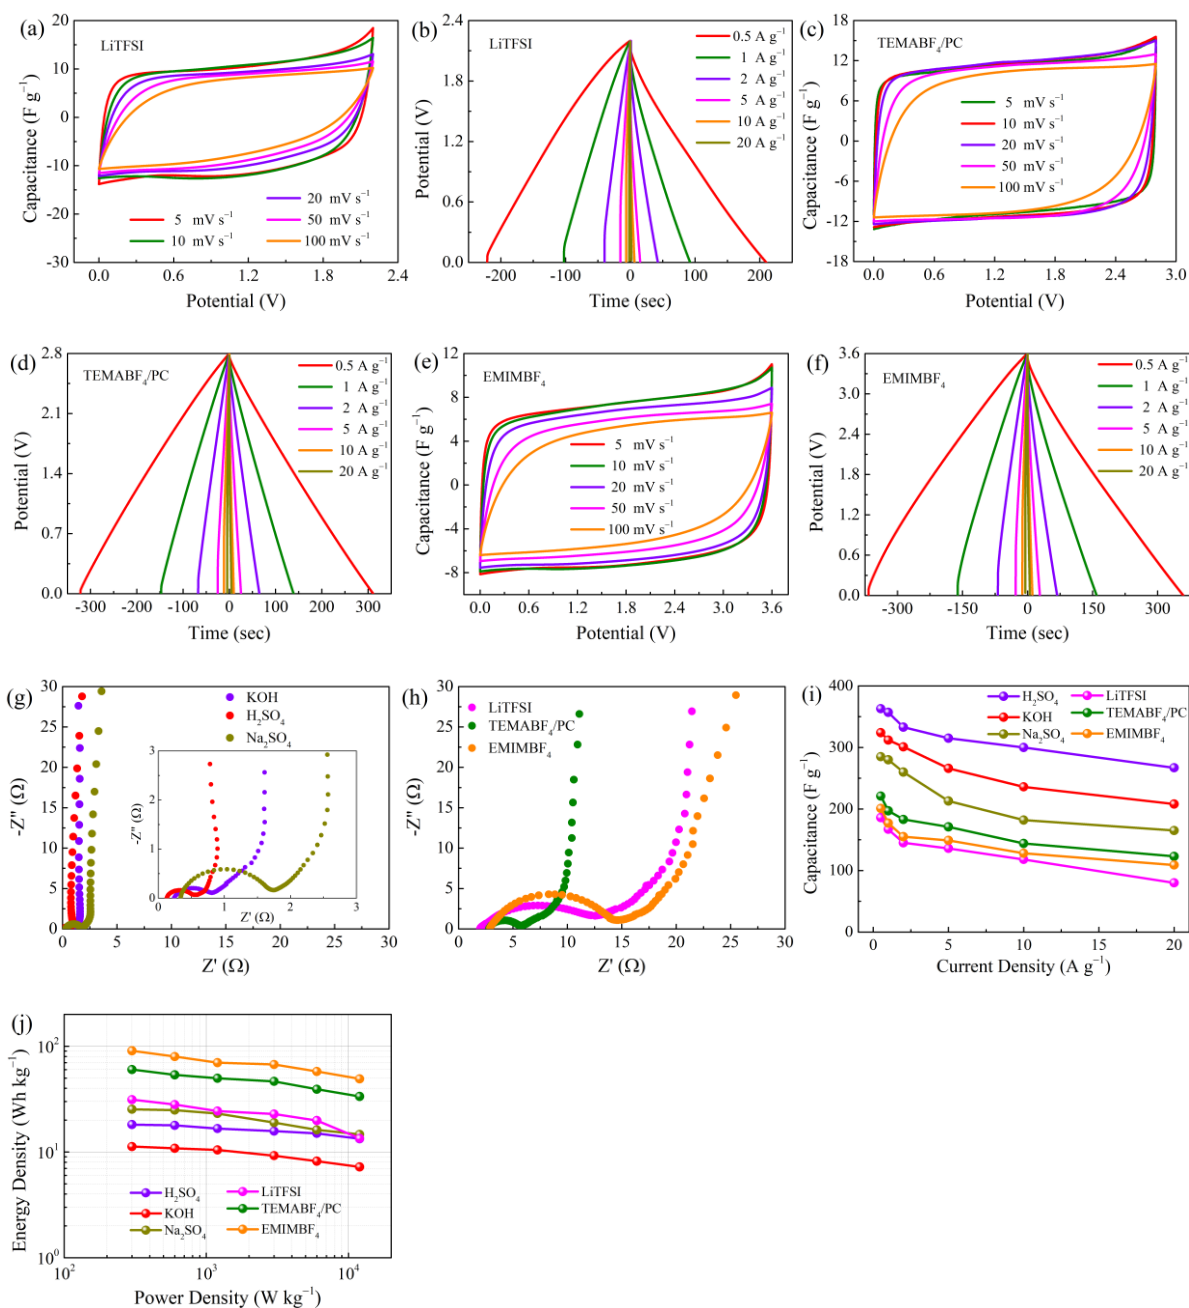 (a)
LiTFSI
Capacitance (F g⁻¹)
20
10
0
-10
-20
-30
5 mV s⁻¹
10 mV s⁻¹
20 mV s⁻¹
50 mV s⁻¹
100 mV s⁻¹
0.0 0.6 1.2 1.8 2.4
Potential (V)
(b)
LiTFSI
Potential (V)
2.4
1.8
1.2
0.6
0.0
0.5 A g⁻¹
1 A g⁻¹
2 A g⁻¹
5 A g⁻¹
10 A g⁻¹
20 A g⁻¹
-200 -100 0 100 200
Time (sec)
(c)
TEMABF₄/PC
Capacitance (F g⁻¹)
18
12
6
0
-6
-12
-18
5 mV s⁻¹
10 mV s⁻¹
20 mV s⁻¹
50 mV s⁻¹
100 mV s⁻¹
0.0 0.6 1.2 1.8 2.4 3.0
Potential (V)
(d)
TEMABF₄/PC
Potential (V)
2.8
2.1
1.4
0.7
0.0
0.5 A g⁻¹
1 A g⁻¹
2 A g⁻¹
5 A g⁻¹
10 A g⁻¹
20 A g⁻¹
-300 -200 -100 0 100 200 300
Time (sec)
(e)
EMIMBF₄
Capacitance (F g⁻¹)
12
8
4
0
-4
-8
5 mV s⁻¹
10 mV s⁻¹
20 mV s⁻¹
50 mV s⁻¹
100 mV s⁻¹
0.0 0.6 1.2 1.8 2.4 3.0 3.6
Potential (V)
(f)
EMIMBF₄
Potential (V)
3.6
3.0
2.4
1.8
1.2
0.6
0.0
0.5 A g⁻¹
1 A g⁻¹
2 A g⁻¹
5 A g⁻¹
10 A g⁻¹
20 A g⁻¹
-300 -150 0 150 300
Time (sec)
(g)
KOH
H₂SO₄
Na₂SO₄
-Z'' (Ω)
30
25
20
15
10
5
0
-Z'' (Ω)
3
2
1
0
0 1 2 3
Z' (Ω)
0 5 10 15 20 25 30
Z' (Ω)
(h)
LiTFSI
TEMABF₄/PC
EMIMBF₄
-Z'' (Ω)
30
25
20
15
10
5
0
0 5 10 15 20 25 30
Z' (Ω)
(i)
H₂SO₄
KOH
Na₂SO₄
LiTFSI
TEMABF₄/PC
EMIMBF₄
Capacitance (F g⁻¹)
400
300
200
100
0
0 5 10 15 20
Current Density (A g⁻¹)
(j)
Energy Density (Wh kg⁻¹)
10²
10¹
10⁰
H₂SO₄
KOH
Na₂SO₄
LiTFSI
TEMABF₄/PC
EMIMBF₄
10² 10³ 10⁴
Power Density (W kg⁻¹)